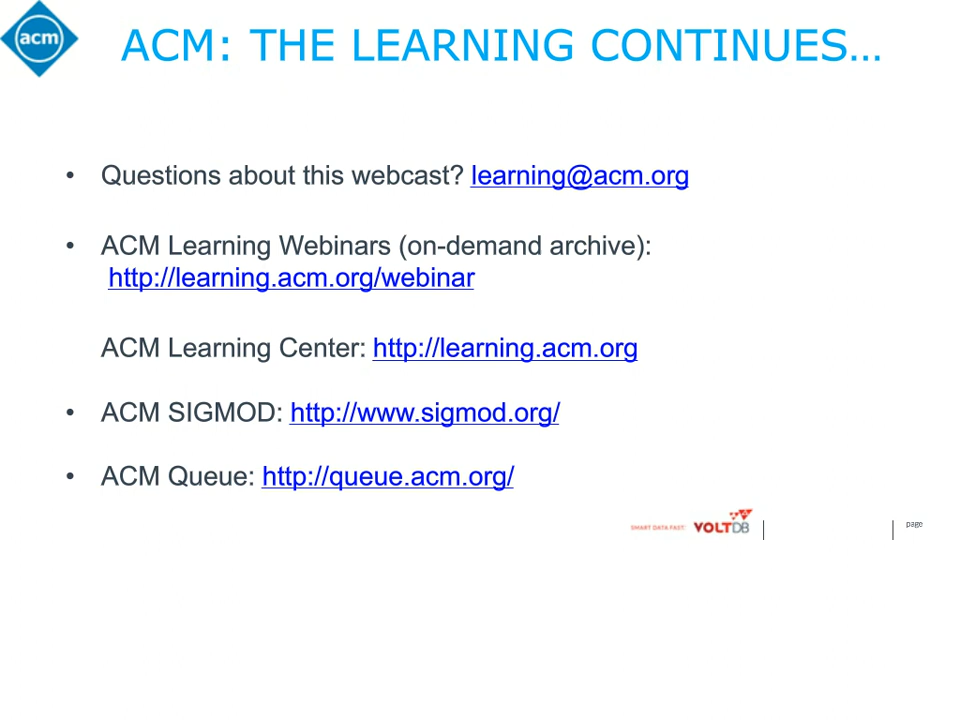 acm
ACM: THE LEARNING CONTINUES…
• Questions about this webcast? learning@acm.org
• ACM Learning Webinars (on-demand archive):
http://learning.acm.org/webinar
ACM Learning Center: http://learning.acm.org
• ACM SIGMOD: http://www.sigmod.org/
• ACM Queue: http://queue.acm.org/
SMART DATA FAST. VOLTDB
page